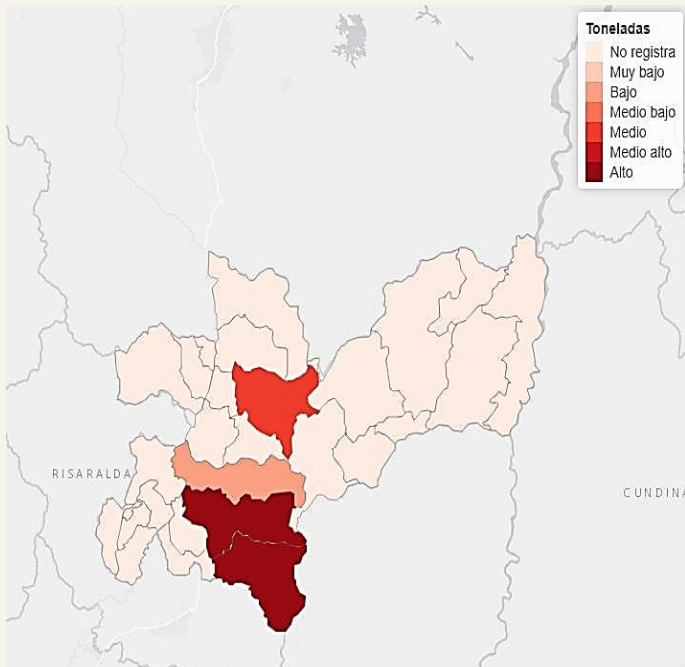 Toneladas
No registra
Muy bajo
Bajo
Medio bajo
Medio
Medio alto
Alto
RISARALDA
CUNDINA